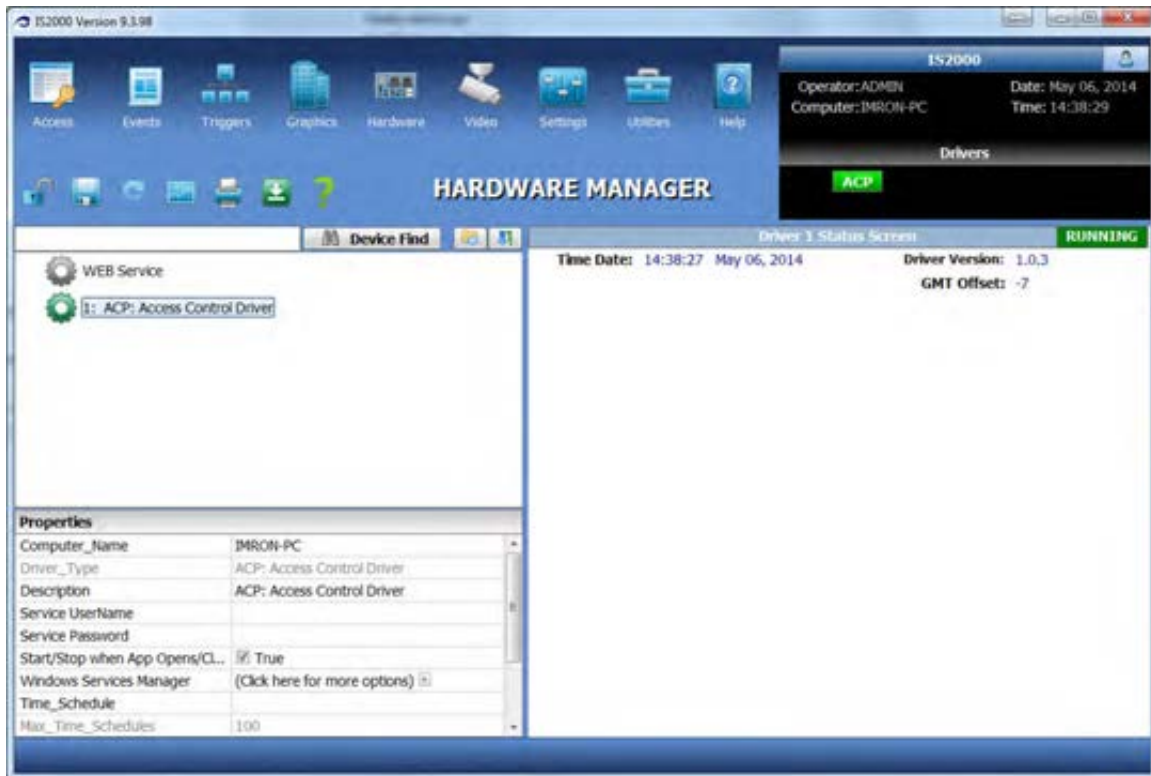 IS2000 Version 9.3.98
IS2000
Operator:ADMIN
Date: May 06, 2014
Computer:IMRON-PC
Time: 14:38:29
Access
Events
Triggers
Graphics
Hardware
Video
Settings
Utilities
Help
Drivers
ACP
HARDWARE MANAGER
Device Find
Driver 1 Status Screen
RUNNING
WEB Service
1: ACP: Access Control Driver
Time Date: 14:38:27 May 06, 2014
Driver Version: 1.0.3
GMT Offset: -7
Properties
Computer_Name IMRON-PC
Driver_Type ACP: Access Control Driver
Description ACP: Access Control Driver
Service UserName
Service Password
Start/Stop when App Opens/Cl... True
Windows Services Manager (Click here for more options)
Time_Schedule
Max_Time_Schedules 100